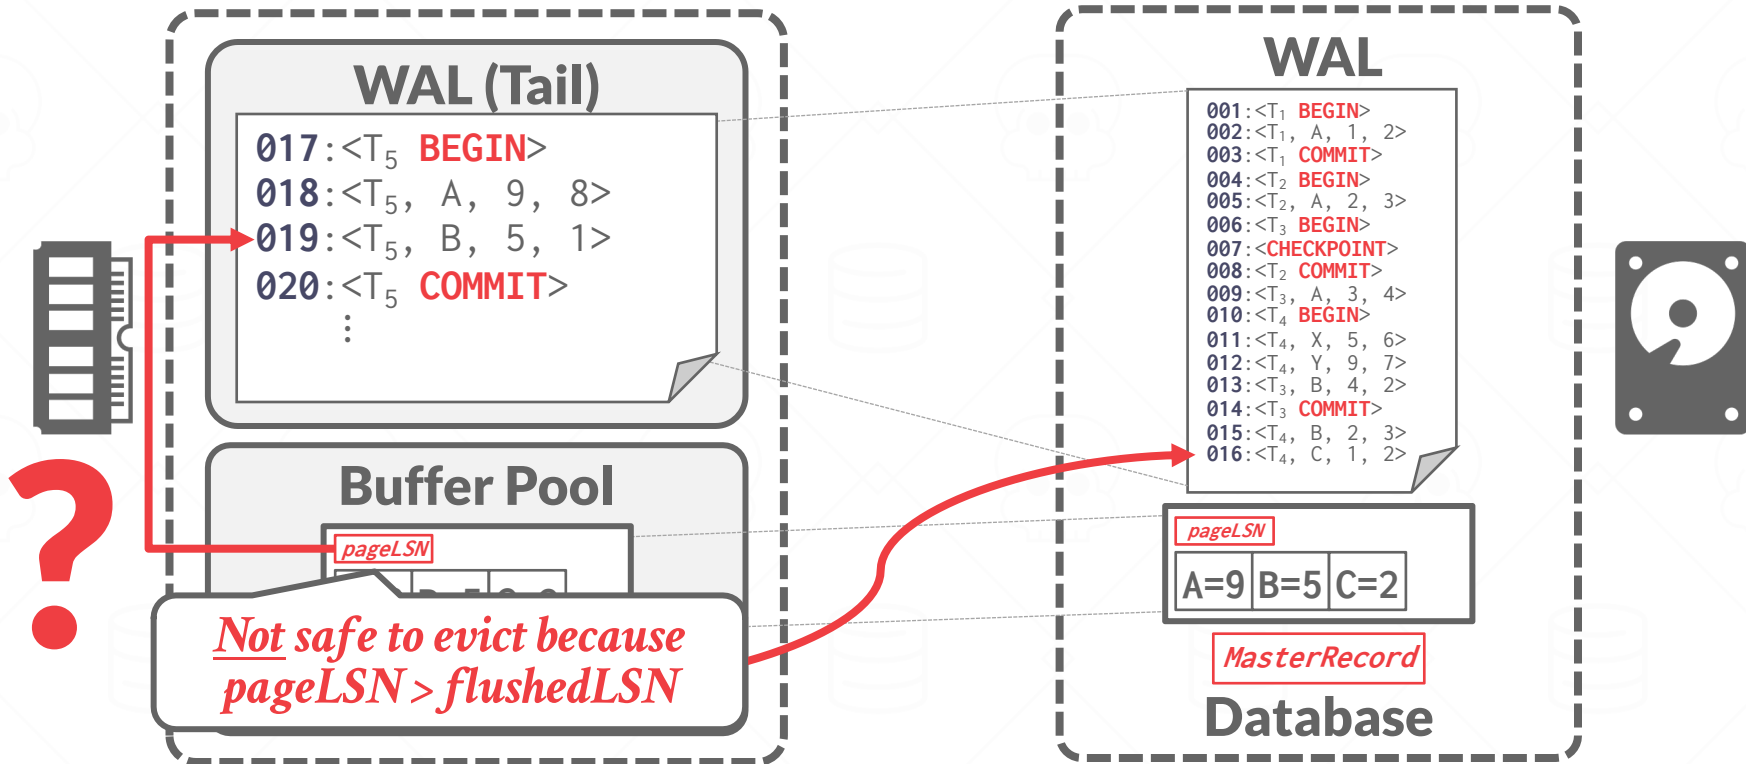 WAL (Tail)
017:<T5 BEGIN>
018:<T5, A, 9, 8>
019:<T5, B, 5, 1>
020:<T5 COMMIT>
⋮
Buffer Pool
pageLSN
Not safe to evict because
pageLSN > flushedLSN
?
WAL
001:<T1 BEGIN>
002:<T1, A, 1, 2>
003:<T1 COMMIT>
004:<T2 BEGIN>
005:<T2, A, 2, 3>
006:<T3 BEGIN>
007:<CHECKPOINT>
008:<T2 COMMIT>
009:<T3, A, 3, 4>
010:<T4 BEGIN>
011:<T4, X, 5, 6>
012:<T4, Y, 9, 7>
013:<T3, B, 4, 2>
014:<T3 COMMIT>
015:<T4, B, 2, 3>
016:<T4, C, 1, 2>
pageLSN
A=9 B=5 C=2
MasterRecord
Database